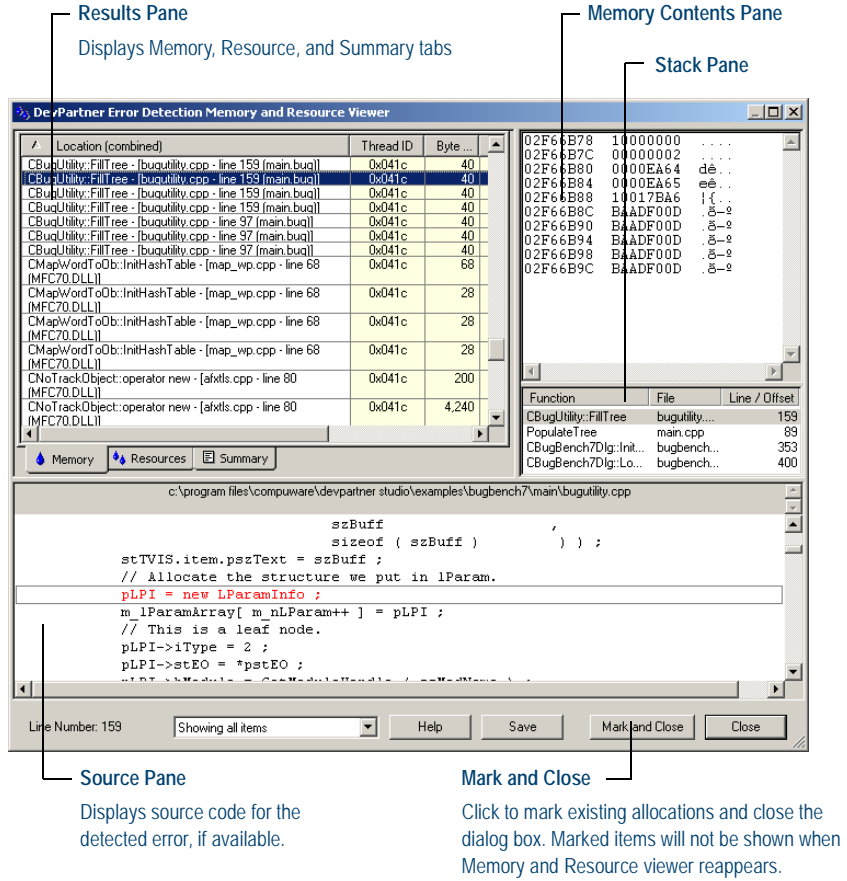 Results Pane
Memory Contents Pane
Displays Memory, Resource, and Summary tabs
Stack Pane
DevPartner Error Detection Memory and Resource Viewer
Location (combined) Thread ID Byte ...
CBugUtility::FillTree - [bugutility.cpp - line 159 (main.bug)] 0x041c 40
CBugUtility::FillTree - [bugutility.cpp - line 159 (main.bug)] 0x041c 40
CBugUtility::FillTree - [bugutility.cpp - line 159 (main.bug)] 0x041c 40
CBugUtility::FillTree - [bugutility.cpp - line 159 (main.bug)] 0x041c 40
CBugUtility::FillTree - [bugutility.cpp - line 97 (main.bug)] 0x041c 40
CBugUtility::FillTree - [bugutility.cpp - line 97 (main.bug)] 0x041c 40
CBugUtility::FillTree - [bugutility.cpp - line 97 (main.bug)] 0x041c 40
CMapWordToOb::InitHashTable - [map_wp.cpp - line 68 0x041c 68
(MFC70.DLL)]
CMapWordToOb::InitHashTable - [map_wp.cpp - line 68 0x041c 28
(MFC70.DLL)]
CMapWordToOb::InitHashTable - [map_wp.cpp - line 68 0x041c 28
(MFC70.DLL)]
CMapWordToOb::InitHashTable - [map_wp.cpp - line 68 0x041c 28
(MFC70.DLL)]
CNoTrackObject::operator new - [afxtls.cpp - line 80 0x041c 200
(MFC70.DLL)]
CNoTrackObject::operator new - [afxtls.cpp - line 80 0x041c 4,240
(MFC70.DLL)]
Memory Resources Summary
02F66B78 10000000 ....
02F66B7C 00000002 ....
02F66B80 0000EA64 dê..
02F66B84 0000EA65 eê..
02F66B88 10017BA6 ¦{..
02F66B8C BAADF00D .ð­º
02F66B90 BAADF00D .ð­º
02F66B94 BAADF00D .ð­º
02F66B98 BAADF00D .ð­º
02F66B9C BAADF00D .ð­º
Function File Line / Offset
CBugUtility::FillTree bugutility.... 159
PopulateTree main.cpp 89
CBugBench7Dlg::Init... bugbench... 353
CBugBench7Dlg::Lo... bugbench... 400
c:\program files\compuware\devpartner studio\examples\bugbench7\main\bugutility.cpp
szBuff ,
sizeof ( szBuff ) ) ) ;
stTVIS.item.pszText = szBuff ;
// Allocate the structure we put in lParam.
pLPI = new LParamInfo ;
m_lParamArray[ m_nLParam++ ] = pLPI ;
// This is a leaf node.
pLPI->iType = 2 ;
pLPI->stEO = *pstEO ;
Line Number: 159 Showing all items Help Save Mark and Close Close
Source Pane
Displays source code for the
detected error, if available.
Mark and Close
Click to mark existing allocations and close the
dialog box. Marked items will not be shown when
Memory and Resource viewer reappears.